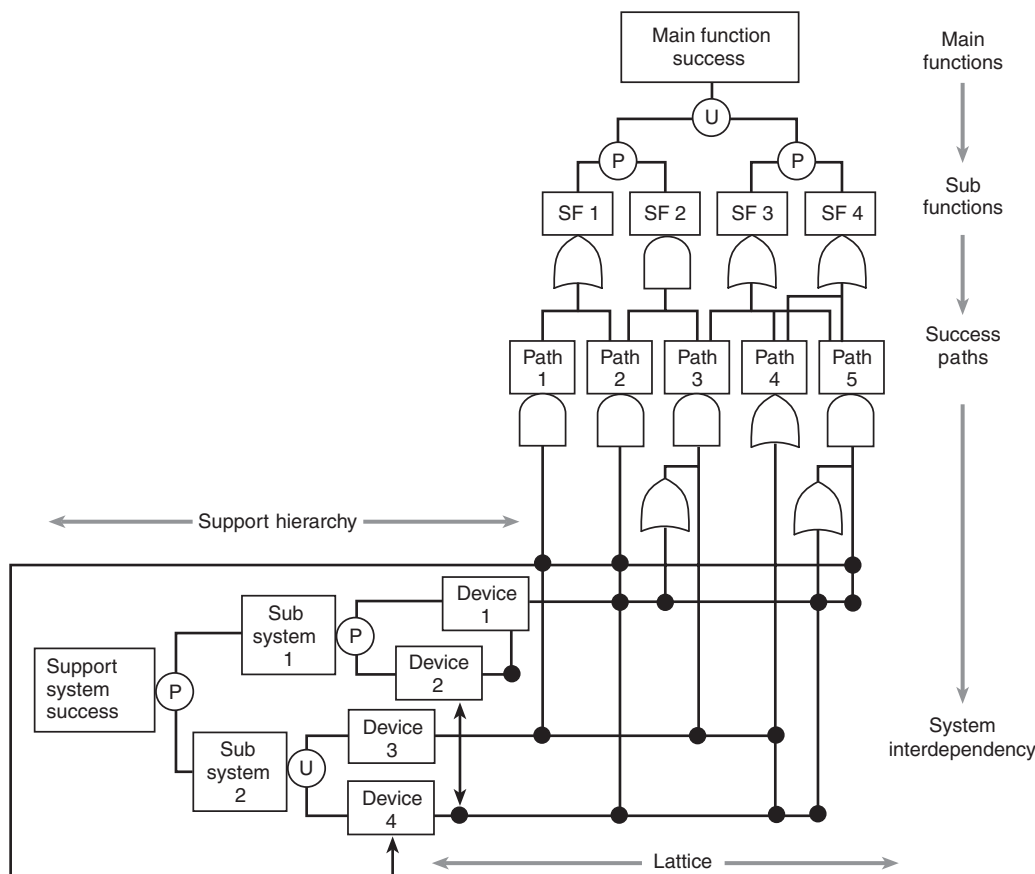 Main function
success
Main
functions
U
P
P
Sub
functions
SF 1
SF 2
SF 3
SF 4
Success
paths
Path
1
Path
2
Path
3
Path
4
Path
5
Support hierarchy
Device
1
Sub
system
1
P
Device
2
Support
system
success
P
Device
3
System
interdependency
Sub
system
2
U
Device
4
Lattice